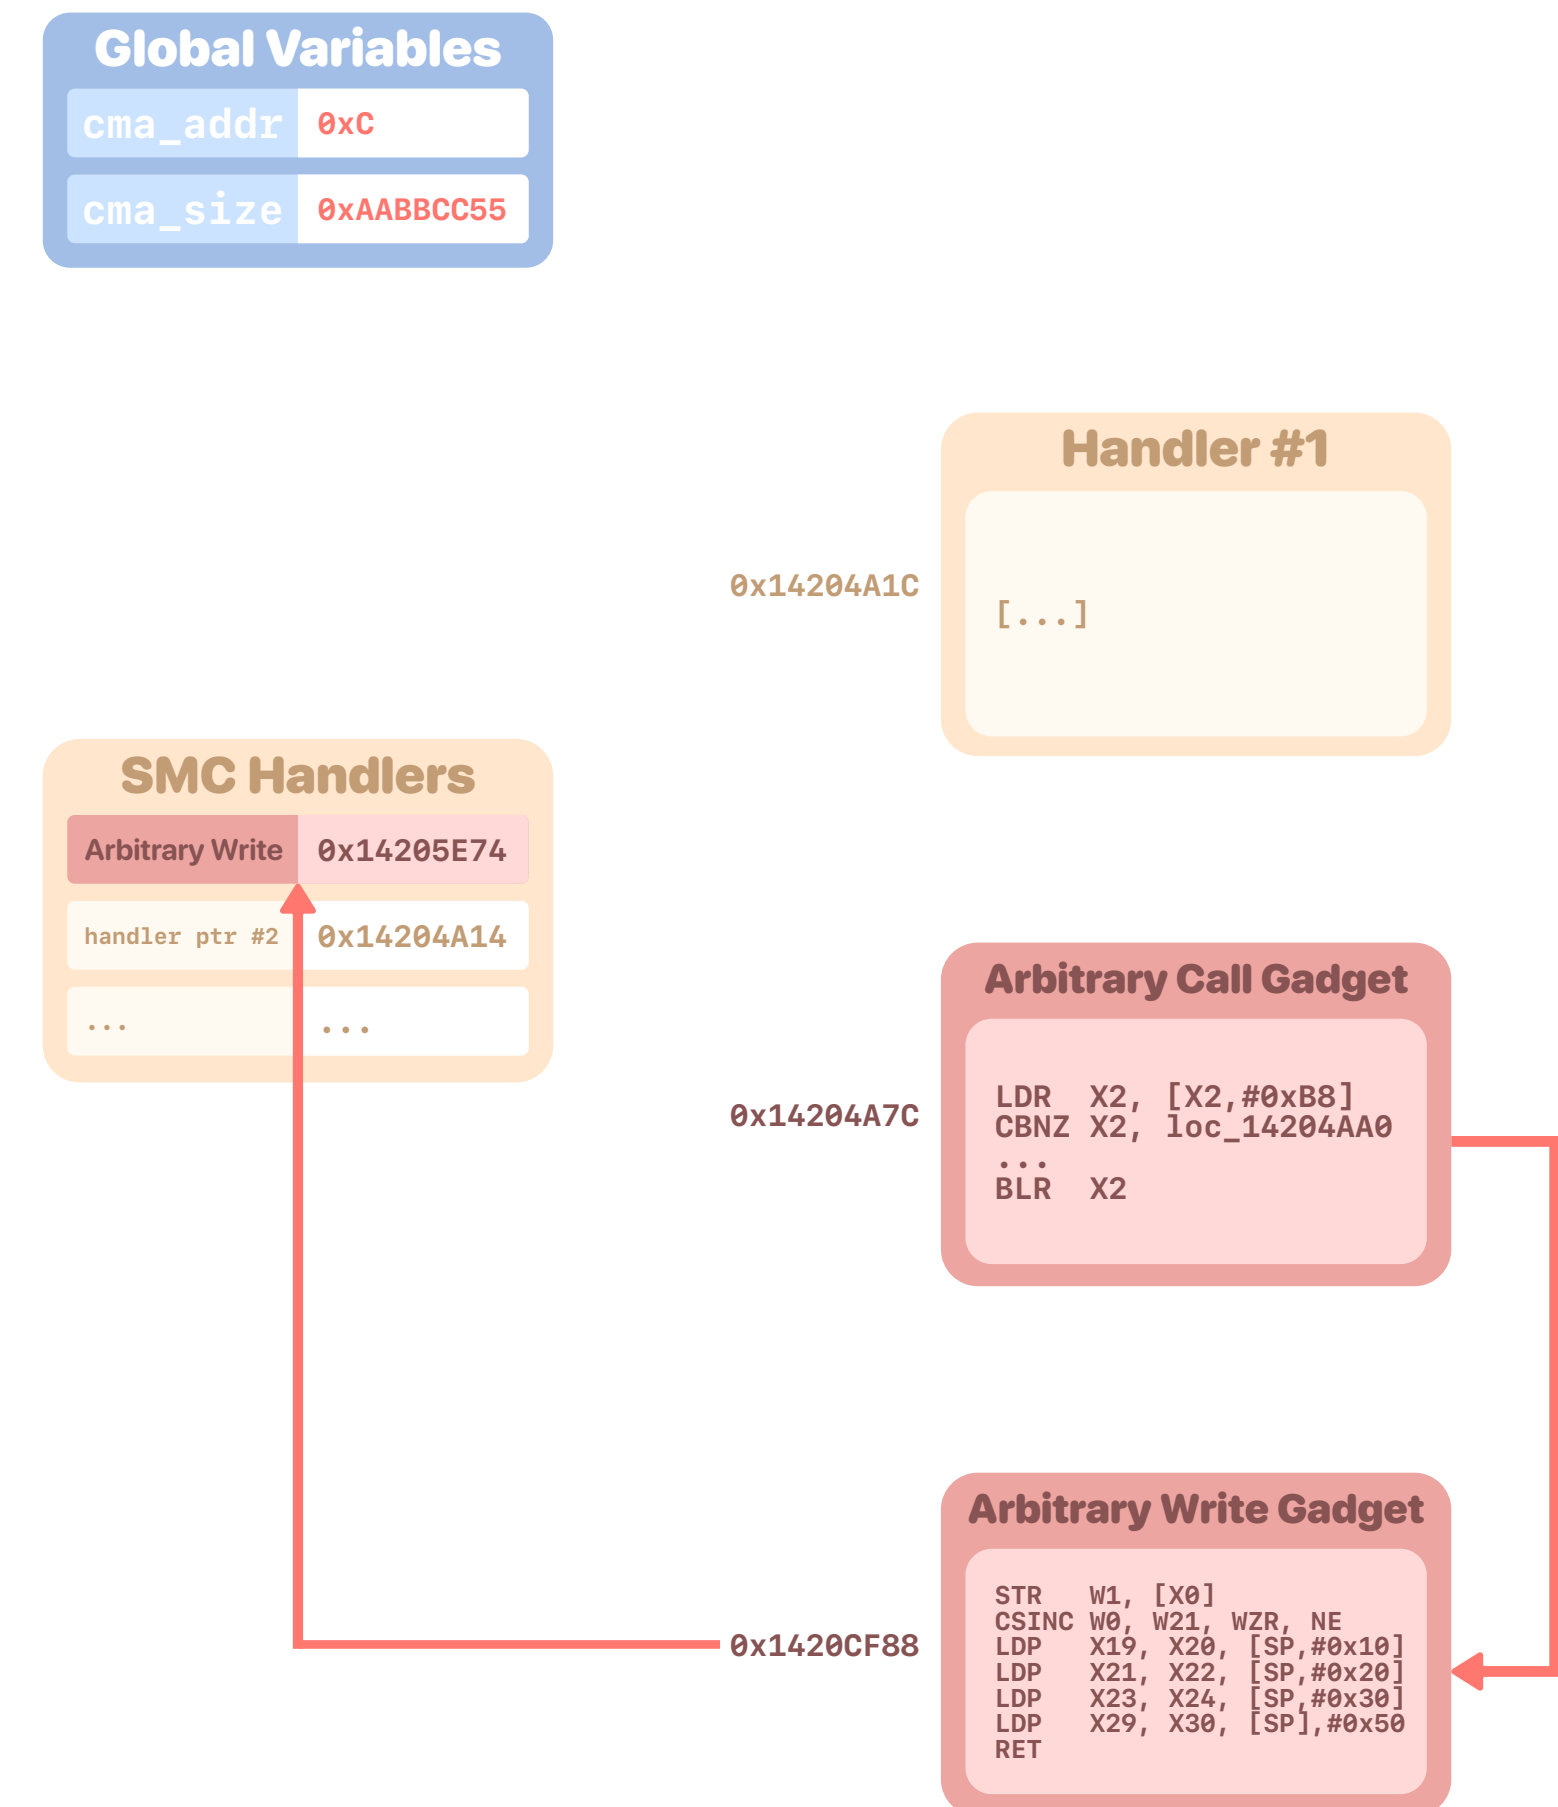 Global Variables
cma_addr 0xC
cma_size 0xAABBCC55
Handler #1
0x14204A1C
[...]
SMC Handlers
Arbitrary Write 0x14205E74
handler ptr #2 0x14204A14
... ...
Arbitrary Call Gadget
0x14204A7C
LDR X2, [X2,#0xB8]
CBNZ X2, loc_14204AA0
...
BLR X2
Arbitrary Write Gadget
0x1420CF88
STR W1, [X0]
CSINC W0, W21, WZR, NE
LDP X19, X20, [SP,#0x10]
LDP X21, X22, [SP,#0x20]
LDP X23, X24, [SP,#0x30]
LDP X29, X30, [SP],#0x50
RET